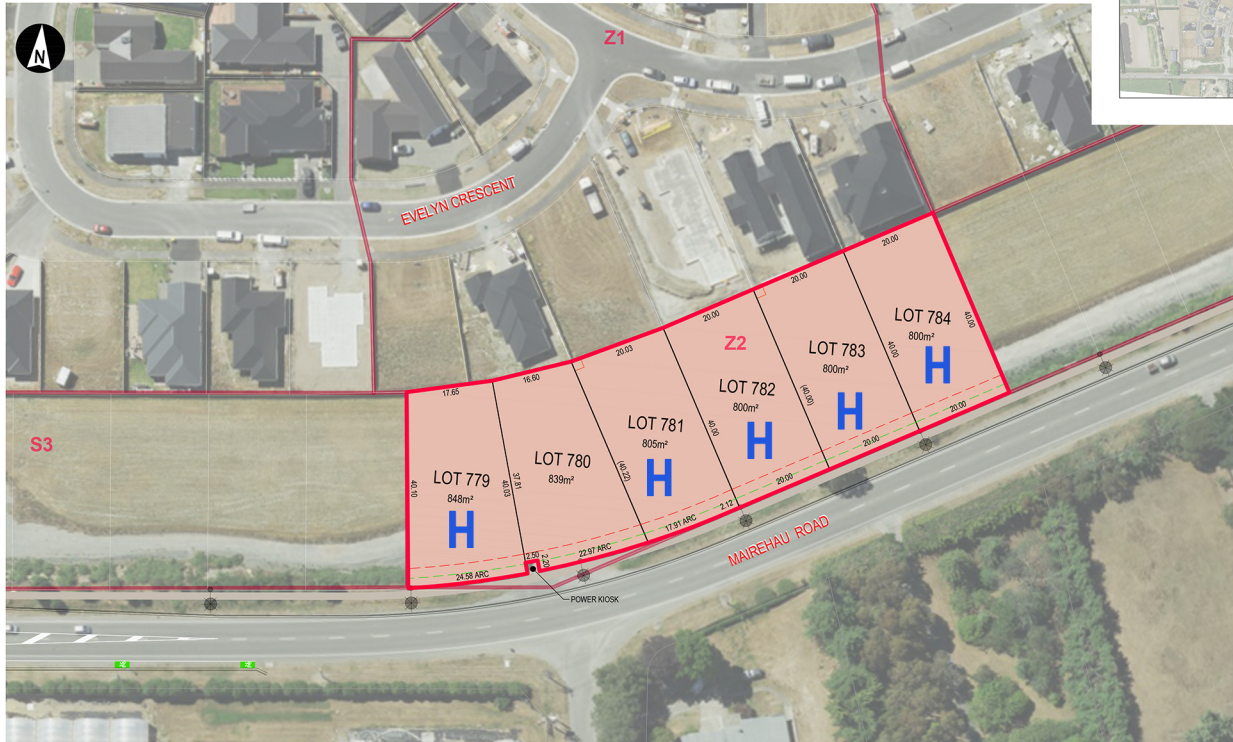 N
Z1
EVELYN CRESCENT
S3
Z2
17.65
16.60
20.03
20.00
20.00
20.00
LOT 779
848m²
H
40.10
37.81
40.03
LOT 780
839m²
LOT 781
805m²
H
(40.22)
LOT 782
800m²
H
40.00
LOT 783
800m²
H
(40.00)
LOT 784
800m²
H
40.00
40.00
24.58 ARC
2.50
2.20
22.97 ARC
17.91 ARC
2.12
20.00
20.00
20.00
POWER KIOSK
MAIREHAU ROAD